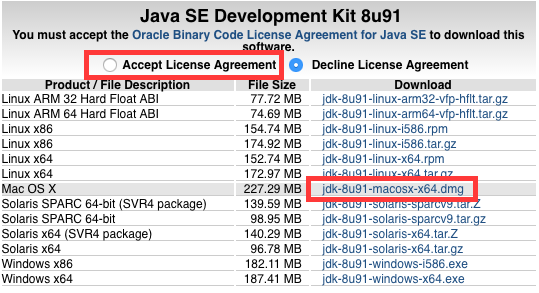 Java SE Development Kit 8u91
You must accept the Oracle Binary Code License Agreement for Java SE to download this
software.
Accept License Agreement Decline License Agreement
Product / File Description File Size Download
Linux ARM 32 Hard Float ABI 77.72 MB jdk-8u91-linux-arm32-vfp-hflt.tar.gz
Linux ARM 64 Hard Float ABI 74.69 MB jdk-8u91-linux-arm64-vfp-hflt.tar.gz
Linux x86 154.74 MB jdk-8u91-linux-i586.rpm
Linux x86 174.92 MB jdk-8u91-linux-i586.tar.gz
Linux x64 152.74 MB jdk-8u91-linux-x64.rpm
Linux x64 172.97 MB jdk-8u91-linux-x64.tar.gz
Mac OS X 227.29 MB jdk-8u91-macosx-x64.dmg
Solaris SPARC 64-bit (SVR4 package) 139.59 MB jdk-8u91-solaris-sparcv9.tar.Z
Solaris SPARC 64-bit 98.95 MB jdk-8u91-solaris-sparcv9.tar.gz
Solaris x64 (SVR4 package) 140.29 MB jdk-8u91-solaris-x64.tar.Z
Solaris x64 96.78 MB jdk-8u91-solaris-x64.tar.gz
Windows x86 182.11 MB jdk-8u91-windows-i586.exe
Windows x64 187.41 MB jdk-8u91-windows-x64.exe